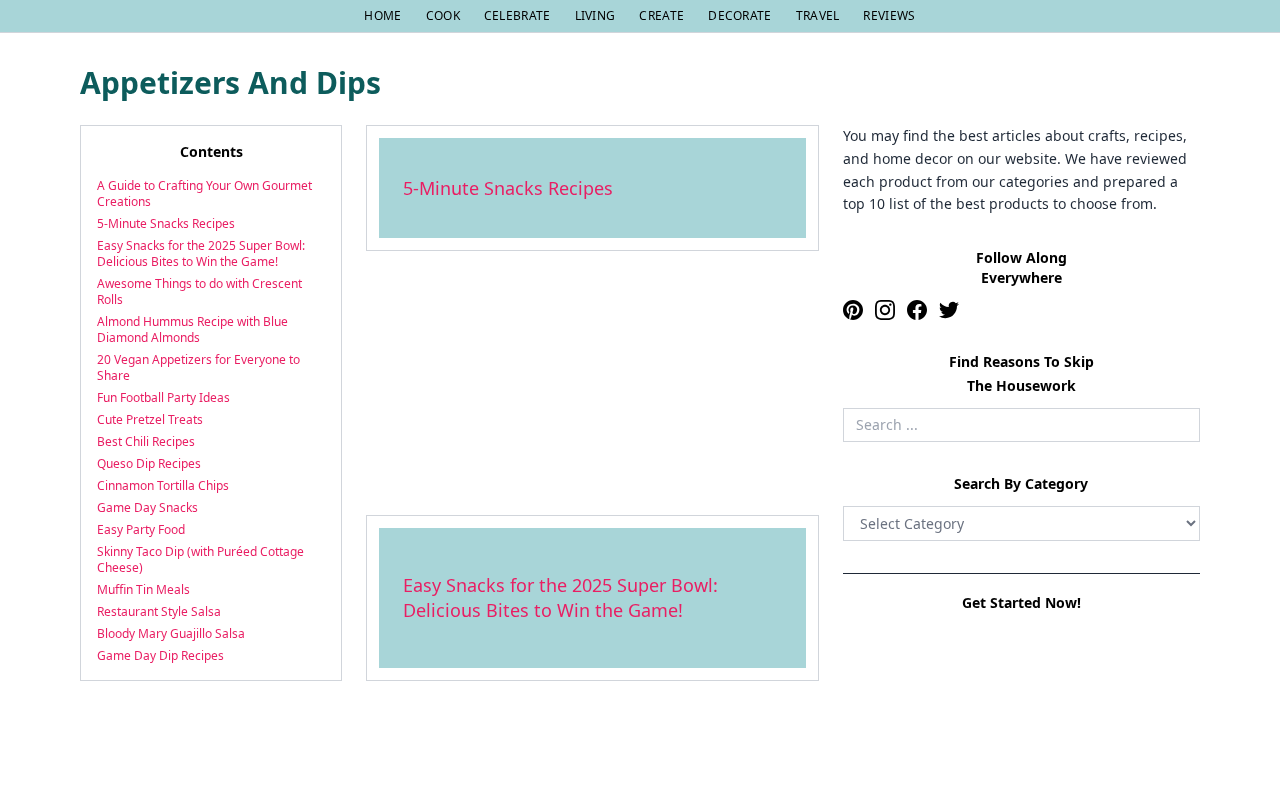 HOME COOK CELEBRATE LIVING CREATE DECORATE TRAVEL REVIEWS
Appetizers And Dips
Contents
A Guide to Crafting Your Own Gourmet
Creations
5-Minute Snacks Recipes
Easy Snacks for the 2025 Super Bowl:
Delicious Bites to Win the Game!
Awesome Things to do with Crescent
Rolls
Almond Hummus Recipe with Blue
Diamond Almonds
20 Vegan Appetizers for Everyone to
Share
Fun Football Party Ideas
Cute Pretzel Treats
Best Chili Recipes
Queso Dip Recipes
Cinnamon Tortilla Chips
Game Day Snacks
Easy Party Food
Skinny Taco Dip (with Puréed Cottage
Cheese)
Muffin Tin Meals
Restaurant Style Salsa
Bloody Mary Guajillo Salsa
Game Day Dip Recipes
5-Minute Snacks Recipes
Easy Snacks for the 2025 Super Bowl:
Delicious Bites to Win the Game!
You may find the best articles about crafts, recipes,
and home decor on our website. We have reviewed
each product from our categories and prepared a
top 10 list of the best products to choose from.
Follow Along
Everywhere
Find Reasons To Skip
The Housework
Search ...
Search By Category
Select Category
Get Started Now!